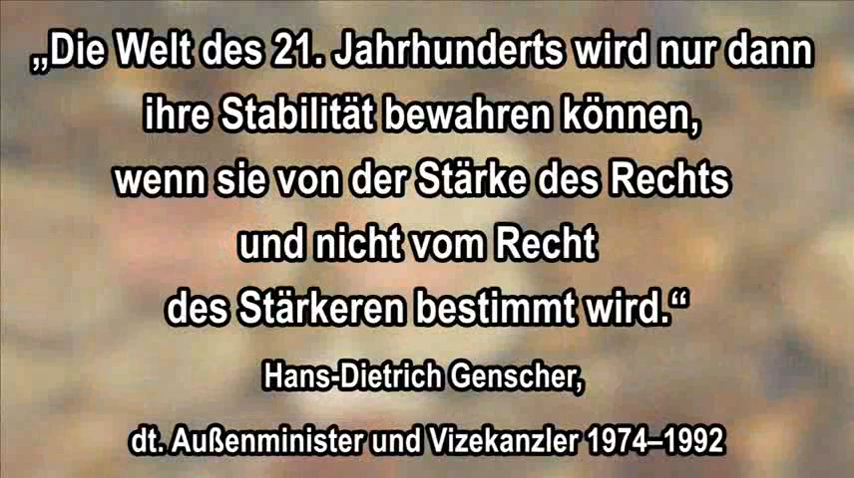 „Die Welt des 21. Jahrhunderts wird nur dann
ihre Stabilität bewahren können,
wenn sie von der Stärke des Rechts
und nicht vom Recht
des Stärkeren bestimmt wird.“
Hans-Dietrich Genscher,
dt. Außenminister und Vizekanzler 1974–1992